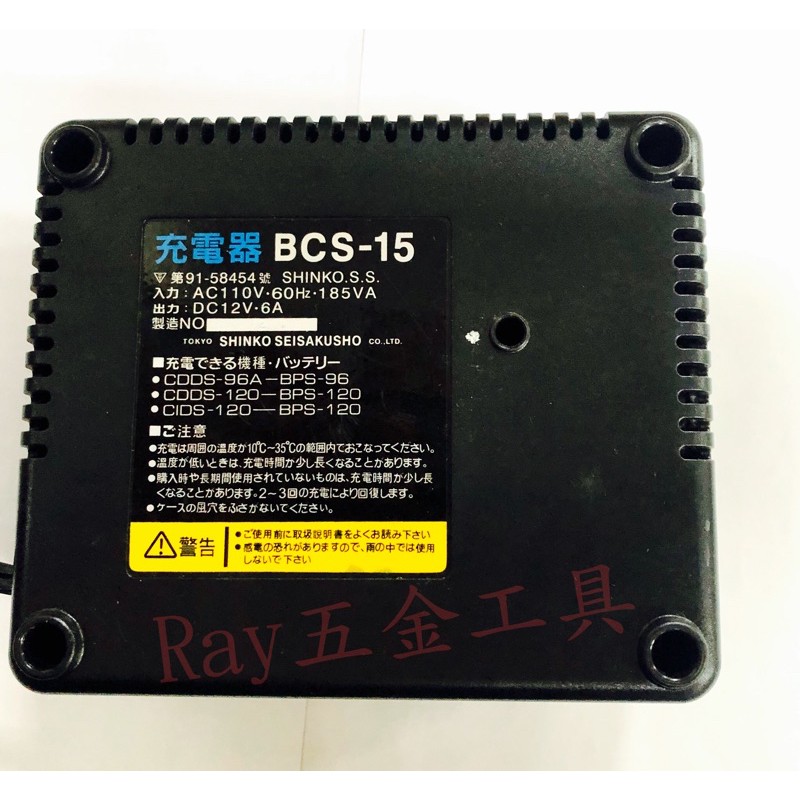 充電器 BCS-15
第91-58454號 SHINKO.S.S.
入力:AC110V·60Hz·185VA
出力:DC12V·6A
製造NO
TOKYO SHINKO SEISAKUSHO CO.,LTD.
■充電できる機種·バッテリー
●CDDS-96A—BPS-96
●CDDS-120—BPS-120
●CIDS-120—BPS-120
■ご注意
●充電は周囲の温度が10℃~35℃の範囲内でおこなってください。
●温度が低いときは、充電時間が少し長くなることがあります。
●購入時や長期間使用されていないものは、充電時間が少し長
くなることがあります。2~3回の充電により回復します。
●ケースの風穴をふさがないでください。
警告
●ご使用前に取扱説明書をよくお読み下さい
●感電の恐れがありますので、雨の中では使用
しないで下さい
Ray五金工具